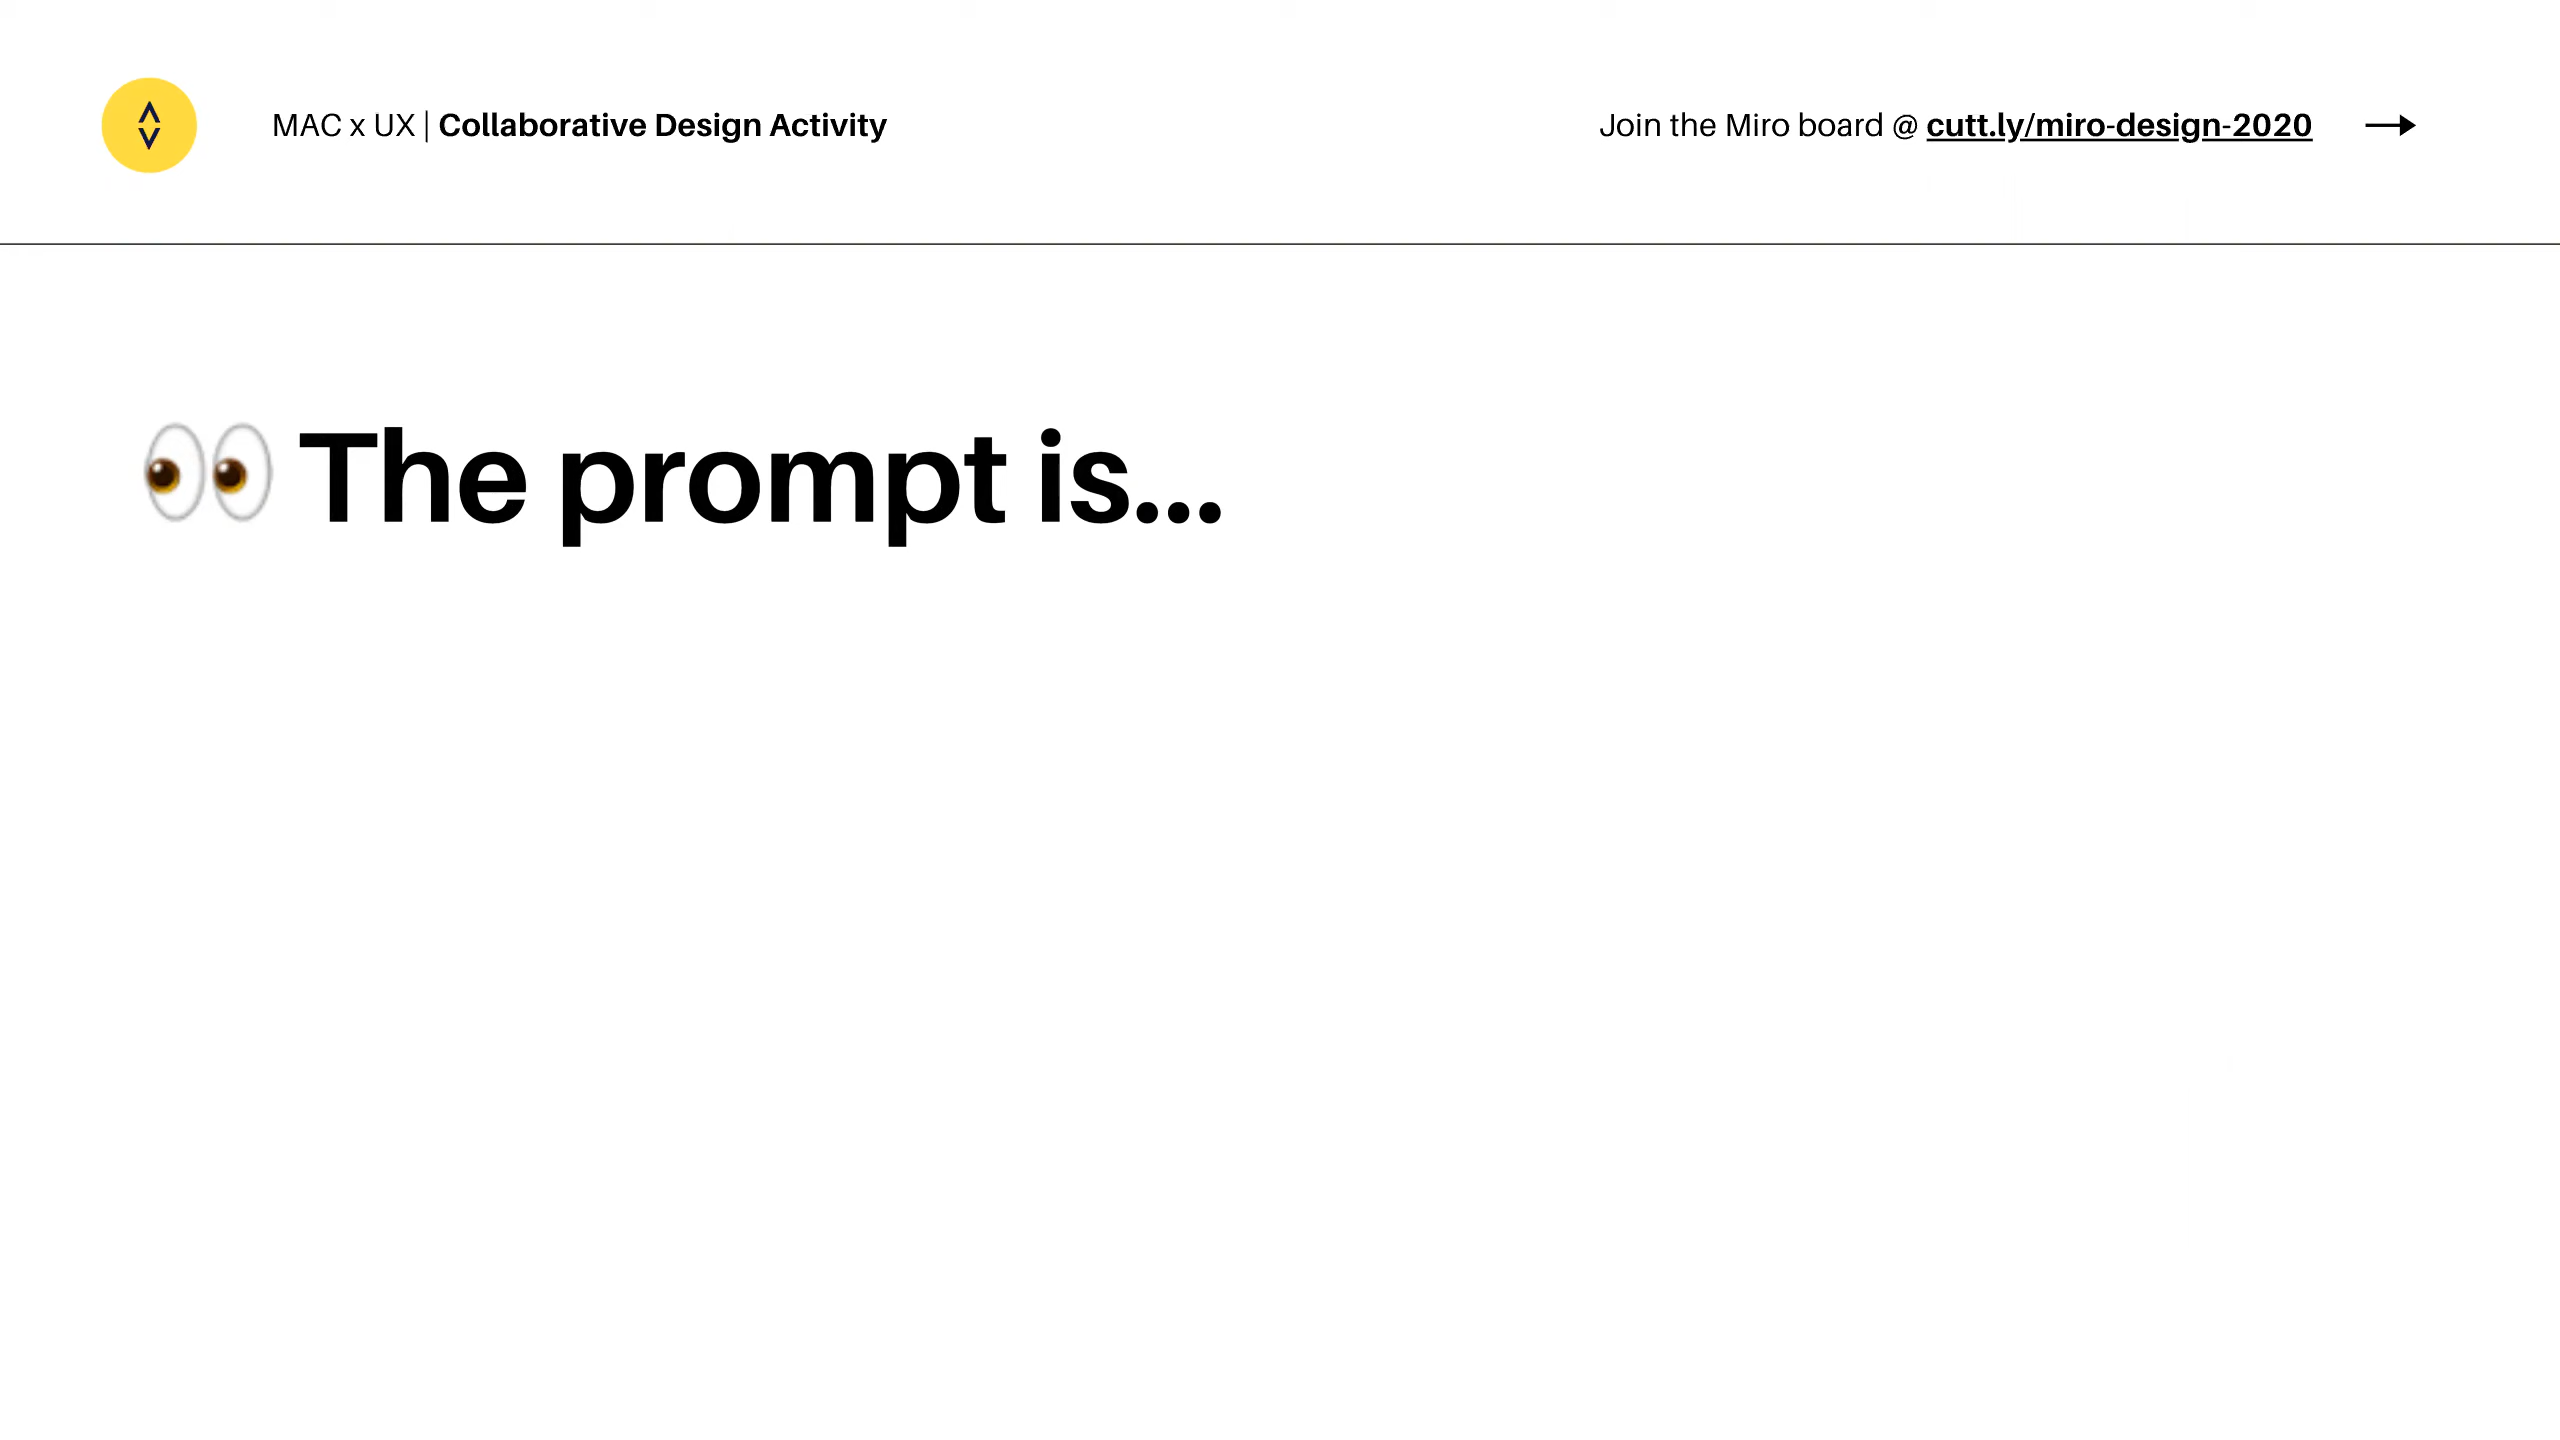 MAC x UX | Collaborative Design Activity
Join the Miro board @ cutt.ly/miro-design-2020
👀 The prompt is...